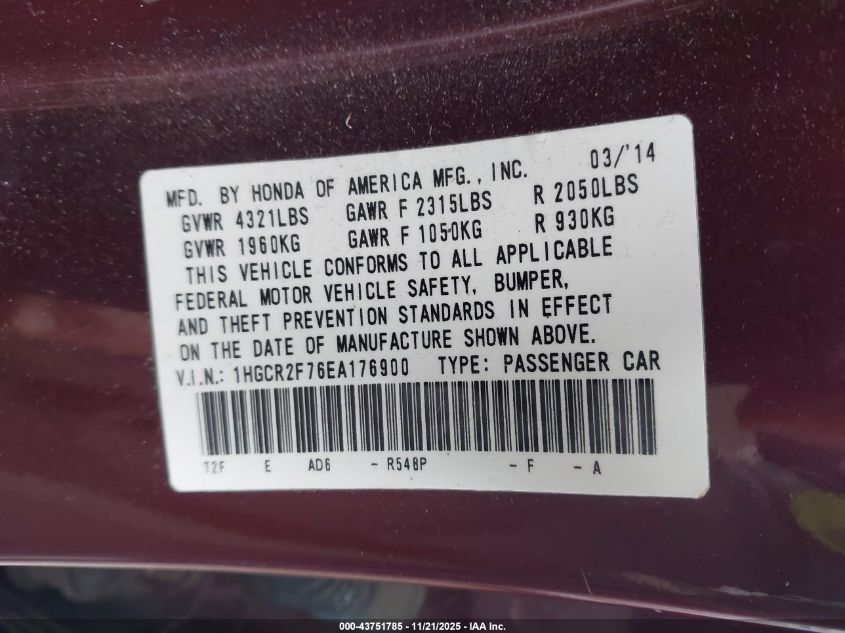 MFD. BY HONDA OF AMERICA MFG., INC. 03/'14
GVWR 4321LBS GAWR F 2315LBS R 2050LBS
GVWR 1960KG GAWR F 1050KG R 930KG
THIS VEHICLE CONFORMS TO ALL APPLICABLE
FEDERAL MOTOR VEHICLE SAFETY, BUMPER,
AND THEFT PREVENTION STANDARDS IN EFFECT
ON THE DATE OF MANUFACTURE SHOWN ABOVE.
V.I.N.: 1HGCR2F76EA176900 TYPE: PASSENGER CAR
T2F E AD6 - R548P - F - A
000-43751785 - 11/21/2025 - IAA Inc.